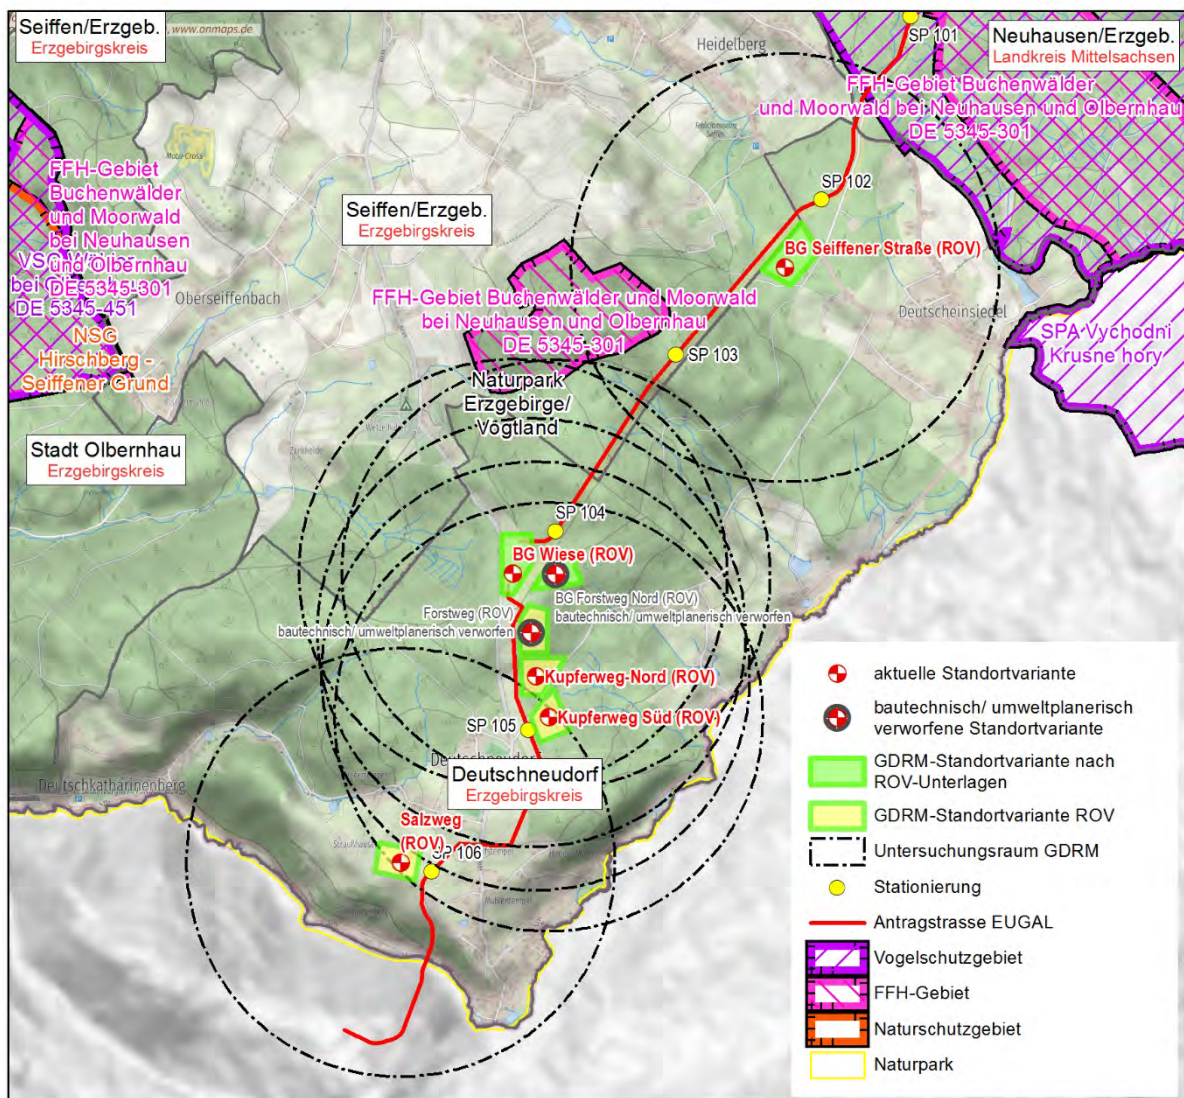 Seiffen/Erzgeb.
Erzgebirgskreis
www.onmaps.de
Heidelberg
SP 101
Neuhausen/Erzgeb.
Landkreis Mittelsachsen
FFH-Gebiet Buchenwälder
und Moorwald bei Neuhausen und Olbernhau
DE 5345-301
Moto-Cross
FFH-Gebiet
Buchenwälder
und Moorwald
bei Neuhausen
und Olbernhau
DE 5345-301
DE 5345-451
NSG
Hirschberg -
Seiffener Grund
Oberseiffenbach
Seiffen/Erzgeb.
Erzgebirgskreis
SP 102
BG Seiffener Straße (ROV)
Deutscheinsiedel
FFH-Gebiet Buchenwälder und Moorwald
bei Neuhausen und Olbernhau
DE 5345-301
SP 103
SPA Vychodni
Krusne hory
Naturpark
Erzgebirge/
Vogtland
Stadt Olbernhau
Erzgebirgskreis
SP 104
BG Wiese (ROV)
BG Forstweg Nord (ROV)
bautechnisch/ umweltplanerisch verworfen
Forstweg (ROV)
bautechnisch/ umweltplanerisch verworfen
Kupferweg-Nord (ROV)
Kupferweg Süd (ROV)
SP 105
Deutschneudorf
Erzgebirgskreis
Deutschkatharinenberg
Salzweg
(ROV)
SP 106
aktuelle Standortvariante
bautechnisch/ umweltplanerisch
verworfene Standortvariante
GDRM-Standortvariante nach
ROV-Unterlagen
GDRM-Standortvariante ROV
Untersuchungsraum GDRM
Stationierung
Antragstrasse EUGAL
Vogelschutzgebiet
FFH-Gebiet
Naturschutzgebiet
Naturpark